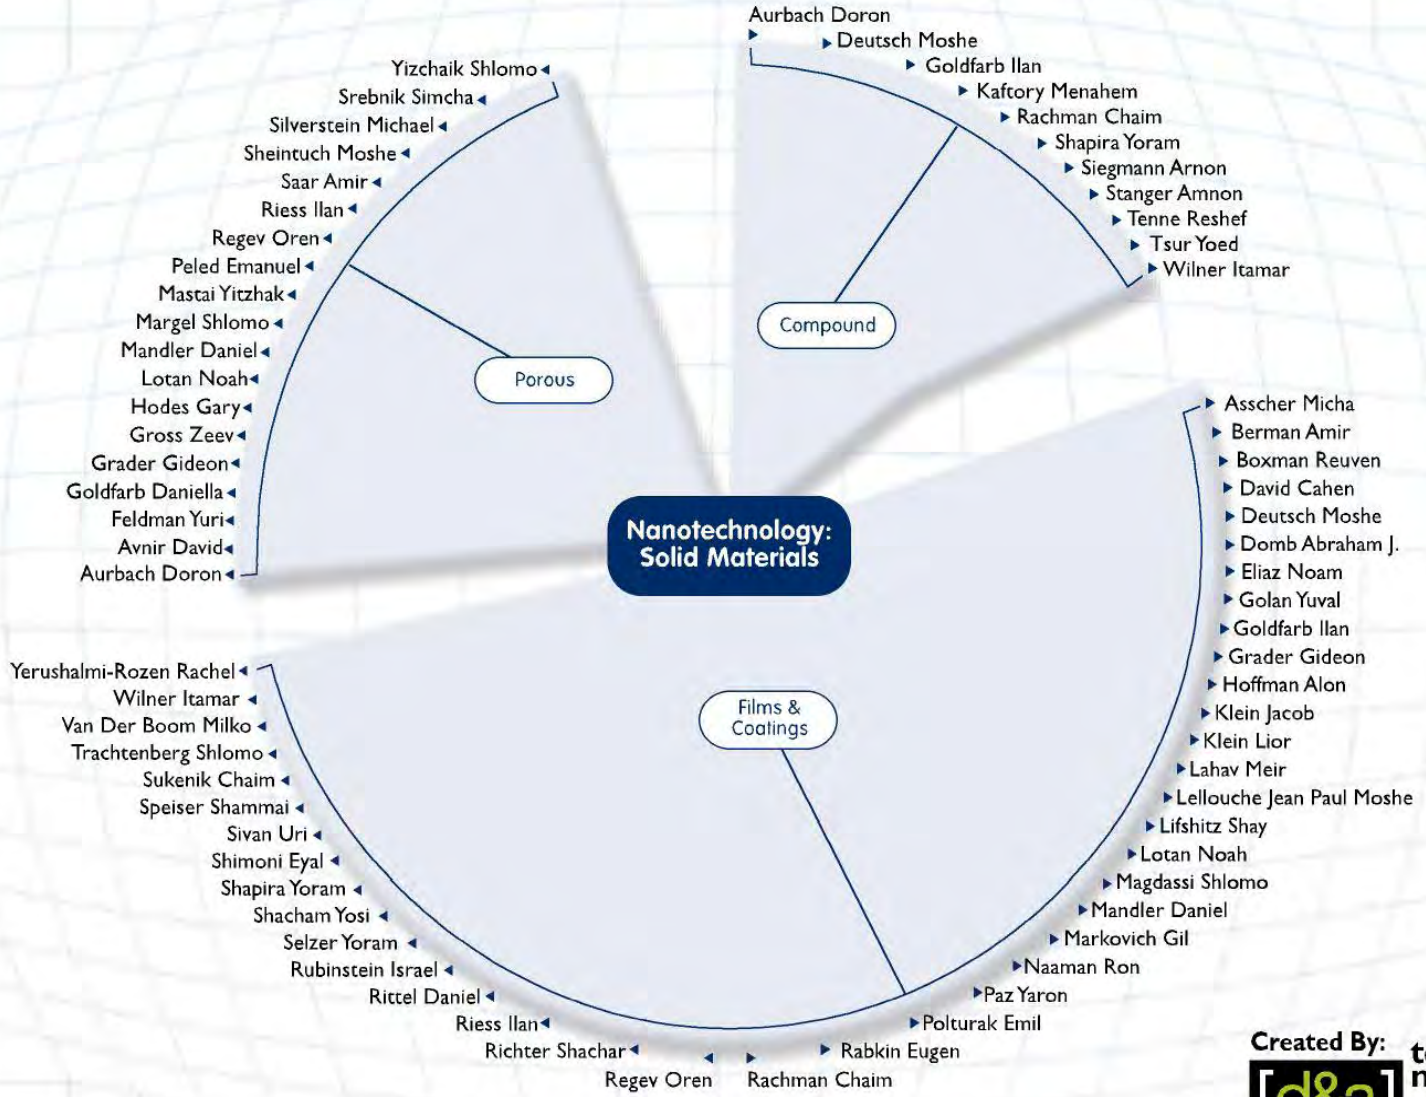 Aurbach Doron
Deutsch Moshe
Goldfarb Ilan
Kaftory Menahem
Rachman Chaim
Shapira Yoram
Siegmann Arnon
Stanger Amnon
Tenne Reshef
Tsur Yoed
Wilner Itamar
Compound
Yizchaik Shlomo
Srebnik Simcha
Silverstein Michael
Sheintuch Moshe
Saar Amir
Riess Ilan
Regev Oren
Peled Emanuel
Mastai Yitzhak
Margel Shlomo
Mandler Daniel
Lotan Noah
Hodes Gary
Gross Zeev
Grader Gideon
Goldfarb Daniella
Feldman Yuri
Avnir David
Aurbach Doron
Porous
Nanotechnology:
Solid Materials
Asscher Micha
Berman Amir
Boxman Reuven
David Cahen
Deutsch Moshe
Domb Abraham J.
Eliaz Noam
Golan Yuval
Goldfarb Ilan
Grader Gideon
Hoffman Alon
Klein Jacob
Klein Lior
Lahav Meir
Lellouche Jean Paul Moshe
Lifshitz Shay
Lotan Noah
Magdassi Shlomo
Mandler Daniel
Markovich Gil
Naaman Ron
Paz Yaron
Polturak Emil
Rabkin Eugen
Rachman Chaim
Films &
Coatings
Yerushalmi-Rozen Rachel
Wilner Itamar
Van Der Boom Milko
Trachtenberg Shlomo
Sukenik Chaim
Speiser Shammai
Sivan Uri
Shimoni Eyal
Shapira Yoram
Shacham Yosi
Selzer Yoram
Rubinstein Israel
Rittel Daniel
Riess Ilan
Richter Shachar
Regev Oren
Created By:
[d&a]